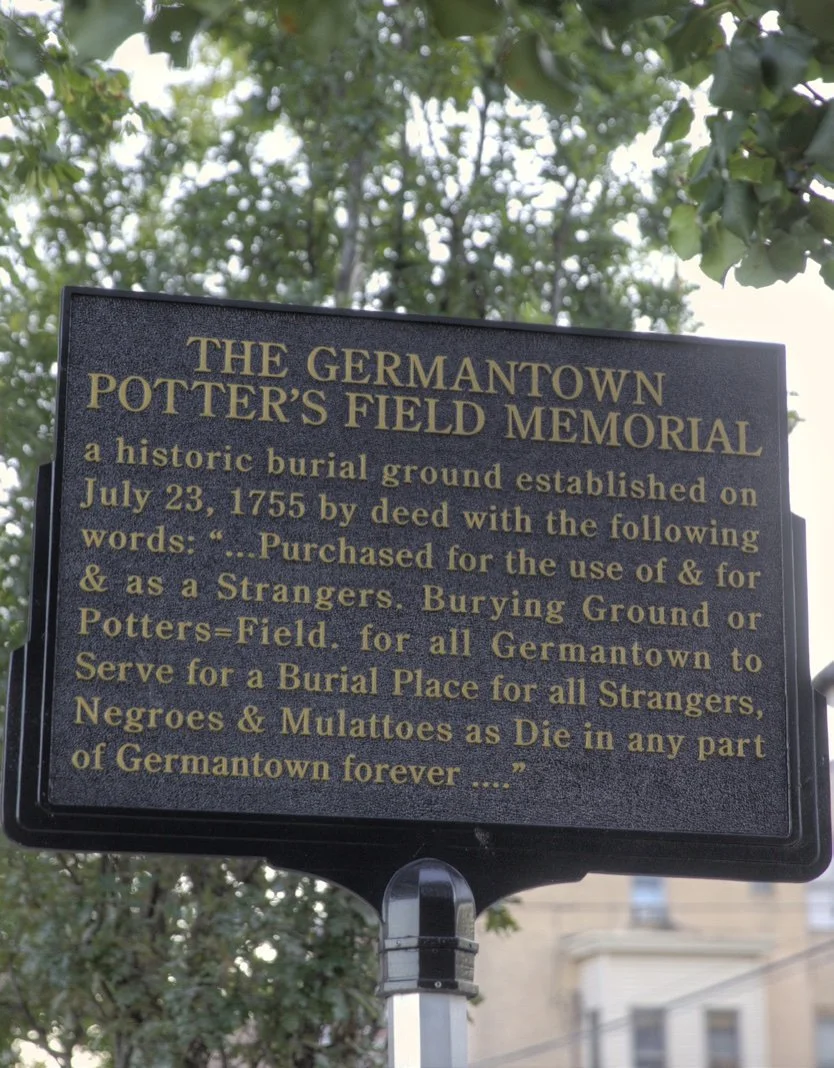 THE GERMANTOWN
POTTER'S FIELD MEMORIAL
a historic burial ground established on
July 23, 1755 by deed with the following
words: “...Purchased for the use of & for
& as a Strangers. Burying Ground or
Potters=Field. for all Germantown to
Serve for a Burial Place for all Strangers,
Negroes & Mulattoes as Die in any part
of Germantown forever ....”